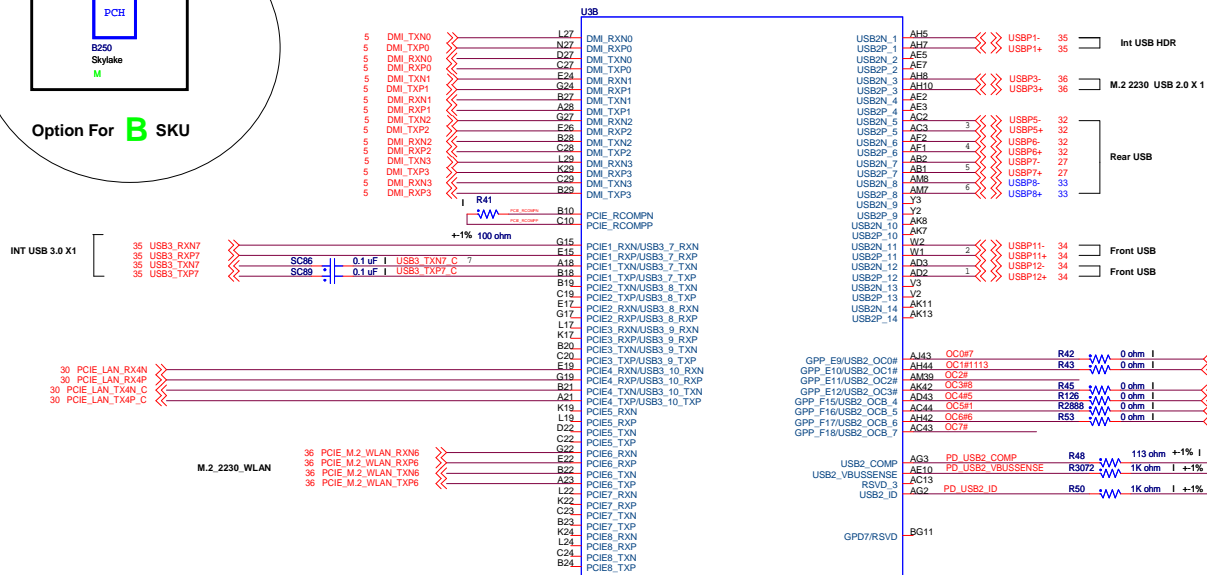 PCH
B250
Skylake
M
Option For B SKU
U3B
5 DMI_TXN0 L27 DMI_RXN0
5 DMI_TXP0 N27 DMI_RXP0
5 DMI_RXN0 D27 DMI_TXN0
5 DMI_RXP0 C27 DMI_TXP0
5 DMI_TXN1 E24 DMI_RXN1
5 DMI_TXP1 G24 DMI_RXP1
5 DMI_RXN1 B27 DMI_TXN1
5 DMI_RXP1 A28 DMI_TXP1
5 DMI_TXN2 G27 DMI_RXN2
5 DMI_TXP2 E26 DMI_RXP2
5 DMI_RXN2 B28 DMI_TXN2
5 DMI_RXP2 C28 DMI_TXP2
5 DMI_TXN3 L29 DMI_RXN3
5 DMI_TXP3 K29 DMI_RXP3
5 DMI_RXN3 C29 DMI_TXN3
5 DMI_RXP3 B29 DMI_TXP3
I R41
PCIE_RCOMPN B10 PCIE_RCOMPN
PCIE_RCOMPP C10 PCIE_RCOMPP
+-1% 100 ohm
INT USB 3.0 X1
35 USB3_RXN7 G15 PCIE1_RXN/USB3_7_RXN
35 USB3_RXP7 E15 PCIE1_RXP/USB3_7_RXP
35 USB3_TXN7 SC86 0.1 uF I USB3_TXN7_C 7 A18 PCIE1_TXN/USB3_7_TXN
35 USB3_TXP7 SC89 0.1 uF I USB3_TXP7_C B18 PCIE1_TXP/USB3_7_TXP
B19 PCIE2_TXN/USB3_8_TXN
C19 PCIE2_TXP/USB3_8_TXP
E17 PCIE2_RXN/USB3_8_RXN
G17 PCIE2_RXP/USB3_8_RXP
L17 PCIE3_RXN/USB3_9_RXN
K17 PCIE3_RXP/USB3_9_RXP
B20 PCIE3_TXN/USB3_9_TXN
C20 PCIE3_TXP/USB3_9_TXP
30 PCIE_LAN_RX4N E19 PCIE4_RXN/USB3_10_RXN
30 PCIE_LAN_RX4P G19 PCIE4_RXP/USB3_10_RXP
30 PCIE_LAN_TX4N_C B21 PCIE4_TXN/USB3_10_TXN
30 PCIE_LAN_TX4P_C A21 PCIE4_TXP/USB3_10_TXP
K19 PCIE5_RXN
L19 PCIE5_RXP
D22 PCIE5_TXN
C22 PCIE5_TXP
M.2_2230_WLAN
36 PCIE_M.2_WLAN_RXN6 G22 PCIE6_RXN
36 PCIE_M.2_WLAN_RXP6 E22 PCIE6_RXP
36 PCIE_M.2_WLAN_TXN6 B22 PCIE6_TXN
36 PCIE_M.2_WLAN_TXP6 A23 PCIE6_TXP
L22 PCIE7_RXN
K22 PCIE7_RXP
C23 PCIE7_TXN
B23 PCIE7_TXP
K24 PCIE8_RXN
L24 PCIE8_RXP
C24 PCIE8_TXN
B24 PCIE8_TXP
USB2N_1 AH5 USBP1- 35
USB2P_1 AH7 USBP1+ 35
Int USB HDR
USB2N_2 AE5
USB2P_2 AE7
USB2N_3 AH8 USBP3- 36
USB2P_3 AH10 USBP3+ 36
M.2 2230 USB 2.0 X 1
USB2N_4 AE2
USB2P_4 AE3
USB2N_5 AC2 USBP5- 32
USB2P_5 AC3 3 USBP5+ 32
USB2N_6 AF2 USBP6- 32
USB2P_6 AF1 4 USBP6+ 32
USB2N_7 AB2 USBP7- 27
USB2P_7 AB1 5 USBP7+ 27
USB2N_8 AM8 USBP8- 33
USB2P_8 AM7 6 USBP8+ 33
Rear USB
USB2N_9 Y3
USB2P_9 Y2
USB2N_10 AK8
USB2P_10 AK7
USB2N_11 W2 USBP11- 34
USB2P_11 W1 2 USBP11+ 34
Front USB
USB2N_12 AD3 USBP12- 34
USB2P_12 AD2 1 USBP12+ 34
Front USB
USB2N_13 V3
USB2P_13 V2
USB2N_14 AK11
USB2P_14 AK13
GPP_E9/USB2_OC0# AJ43 OC0#7 R42 0 ohm I
GPP_E10/USB2_OC1# AH44 OC1#1113 R43 0 ohm I
GPP_E11/USB2_OC2# AM39 OC2#
GPP_E12/USB2_OC3# AK42 OC3#8 R45 0 ohm I
GPP_F15/USB2_OCB_4 AD43 OC4#5 R126 0 ohm I
GPP_F16/USB2_OCB_5 AC44 OC5#1 R2888 0 ohm I
GPP_F17/USB2_OCB_6 AH42 OC6#6 R53 0 ohm I
GPP_F18/USB2_OCB_7 AC43 OC7#
USB2_COMP AG3 PD_USB2_COMP R48 113 ohm +-1% I
USB2_VBUSSENSE AE10 PD_USB2_VBUSSENSE R3072 1K ohm I +-1%
RSVD_3 AC13
USB2_ID AG2 PD_USB2_ID R50 1K ohm I +-1%
GPD7/RSVD BG11